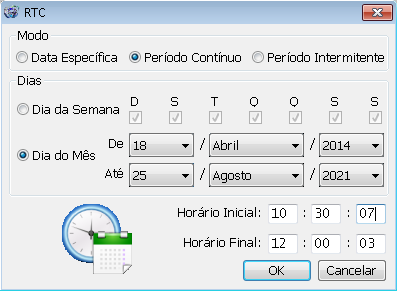 RTC
Modo
Data Específica Período Contínuo Período Intermitente
Dias
Dia da Semana D S T Q Q S S
Dia do Mês
De 18 / Abril / 2014
Até 25 / Agosto / 2021
Horário Inicial: 10 : 30 : 07
Horário Final: 12 : 00 : 03
OK Cancelar